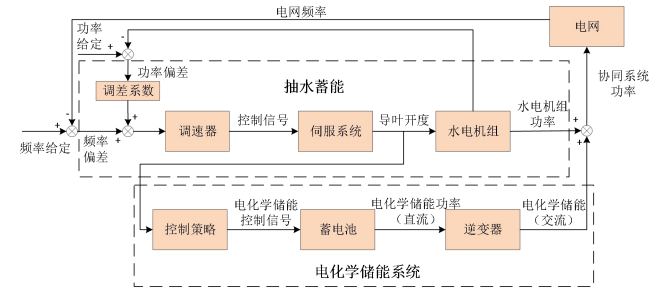 电网频率
电网
功率
给定
+
-
功率偏差
调差系数
抽水蓄能
协同系统
功率
-
+
频率给定
频率
偏差
+
+
调速器
控制信号
伺服系统
导叶开度
水电机组
水电机组
功率
+
+
控制策略
电化学储能
控制信号
蓄电池
电化学储能功率
（直流）
逆变器
电化学储能
（交流）
电化学储能系统